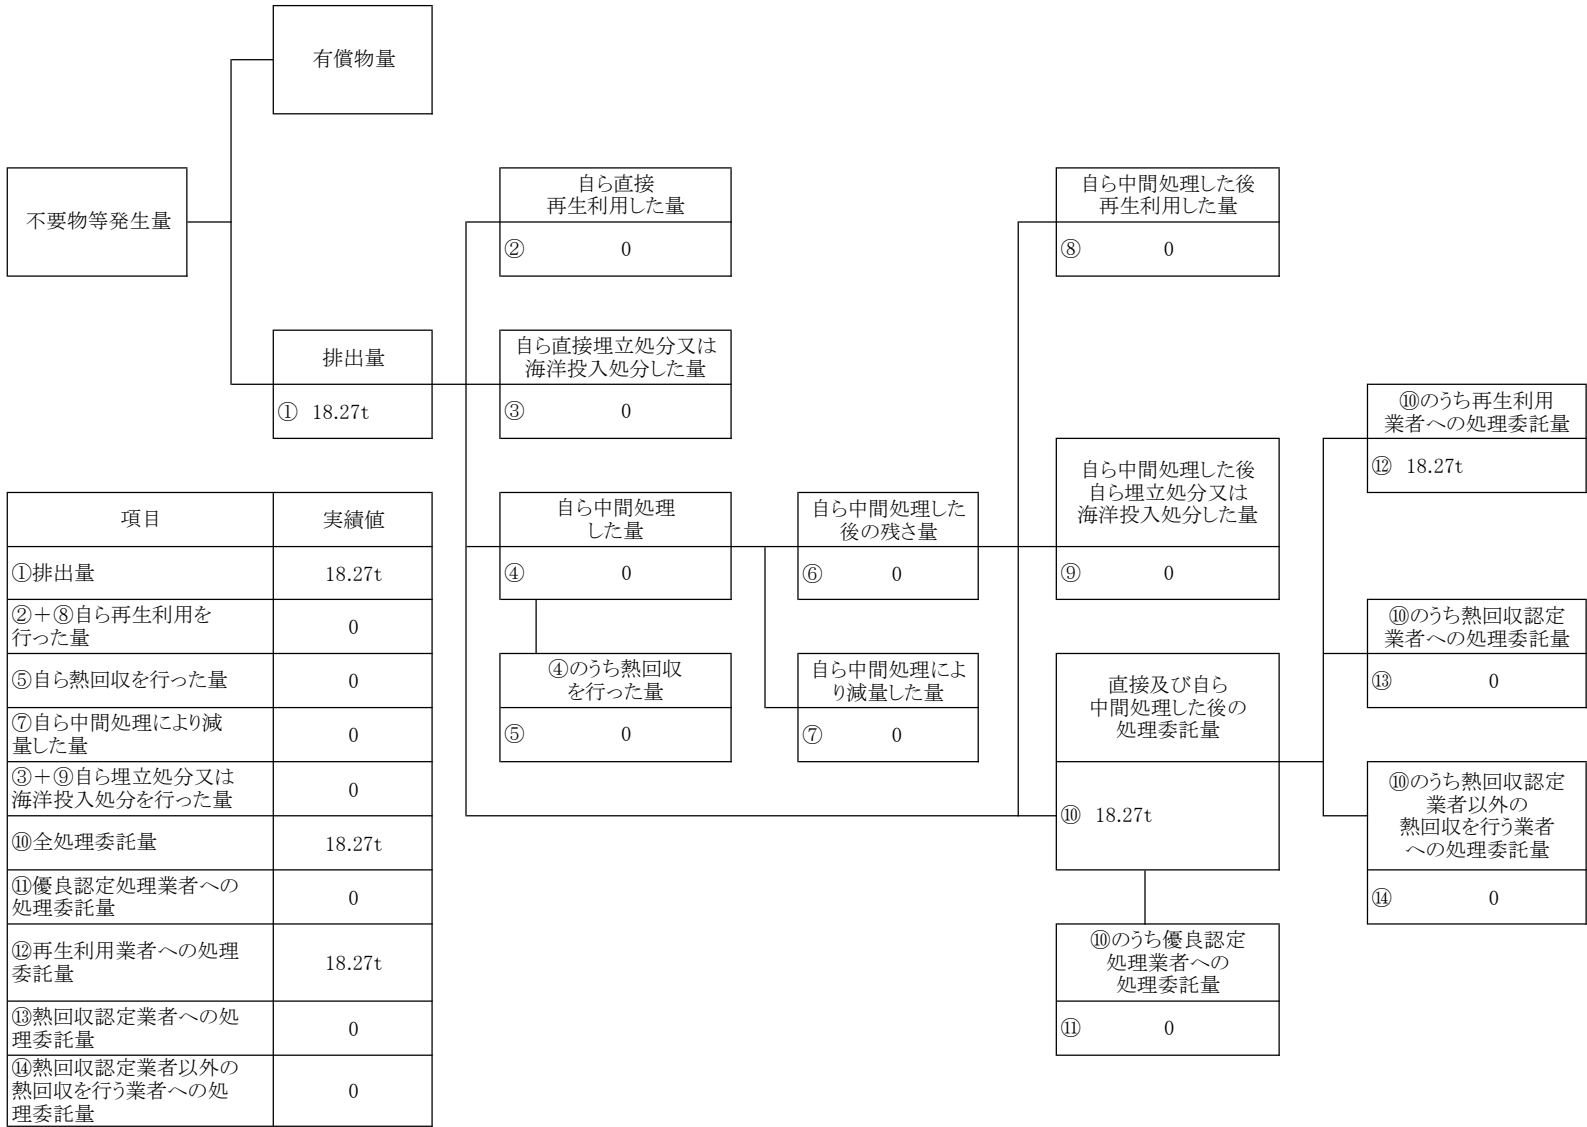 有償物量
不要物等発生量
排出量
① 18.27t
自ら直接
再生利用した量
② 0
自ら直接埋立処分又は
海洋投入処分した量
③ 0
自ら中間処理
した量
④ 0
④のうち熱回収
を行った量
⑤ 0
自ら中間処理した
後の残さ量
⑥ 0
自ら中間処理によ
り減量した量
⑦ 0
自ら中間処理した後
再生利用した量
⑧ 0
自ら中間処理した後
自ら埋立処分又は
海洋投入処分した量
⑨ 0
直接及び自ら
中間処理した後の
処理委託量
⑩ 18.27t
⑩のうち優良認定
処理業者への
処理委託量
⑪ 0
⑩のうち再生利用
業者への処理委託量
⑫ 18.27t
⑩のうち熱回収認定
業者への処理委託量
⑬ 0
⑩のうち熱回収認定
業者以外の
熱回収を行う業者
への処理委託量
⑭ 0
項目 実績値
①排出量 18.27t
②＋⑧自ら再生利用を
行った量 0
⑤自ら熱回収を行った量 0
⑦自ら中間処理により減
量した量 0
③＋⑨自ら埋立処分又は
海洋投入処分を行った量 0
⑩全処理委託量 18.27t
⑪優良認定処理業者への
処理委託量 0
⑫再生利用業者への処理
委託量 18.27t
⑬熱回収認定業者への処
理委託量 0
⑭熱回収認定業者以外の
熱回収を行う業者への処
理委託量 0